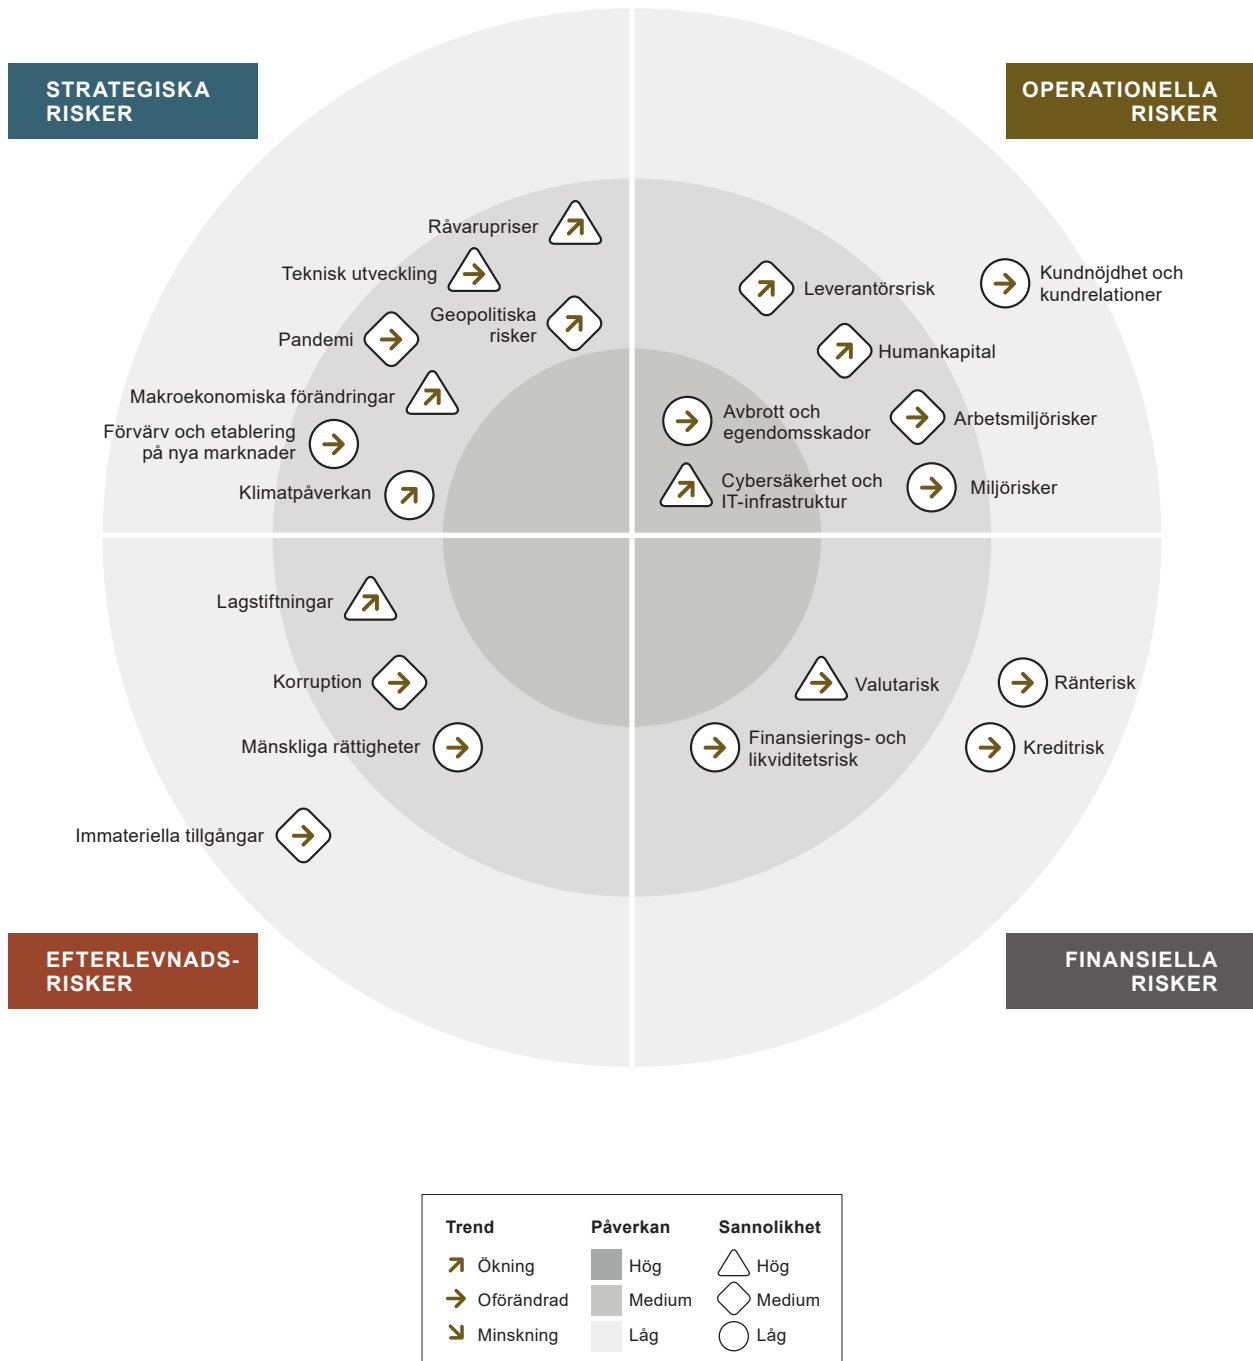 STRATEGISKA
RISKER
OPERATIONELLA
RISKER
Råvarupriser
Teknisk utveckling
Geopolitiska
risker
Pandemi
Makroekonomiska förändringar
Förvärv och etablering
på nya marknader
Klimatpåverkan
Leverantörsrisk
Kundnöjdhet och
kundrelationer
Humankapital
Avbrott och
egendomsskador
Arbetsmiljörisker
Cybersäkerhet och
IT-infrastruktur
Miljörisker
Lagstiftningar
Korruption
Mänskliga rättigheter
Immateriella tillgångar
Valutarisk
Ränterisk
Finansierings- och
likviditetsrisk
Kreditrisk
EFTERLEVNADS-
RISKER
FINANSIELLA
RISKER
Trend
Ökning
Oförändrad
Minskning
Påverkan
Hög
Medium
Låg
Sannolikhet
Hög
Medium
Låg